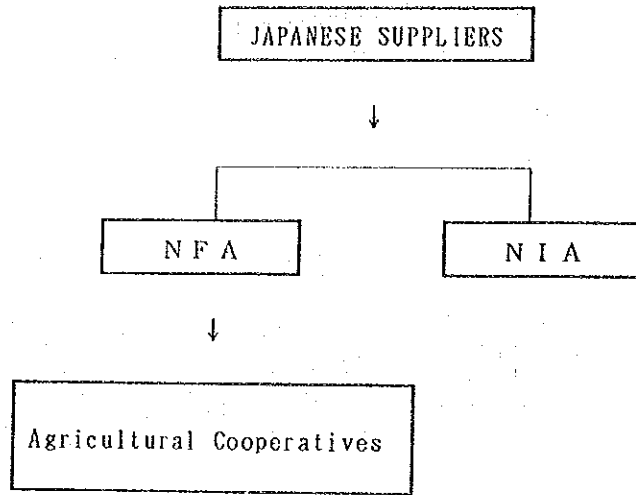 JAPANESE SUPPLIERS
↓
NFA
NIA
↓
Agricultural Cooperatives